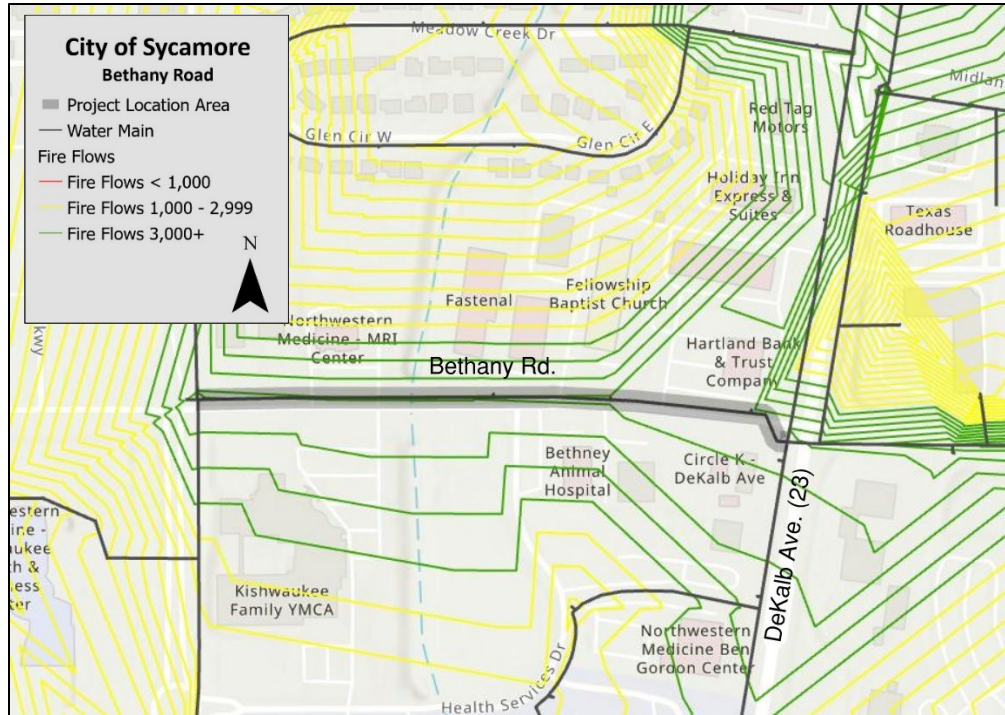 City of Sycamore
Bethany Road
Project Location Area
Water Main
Fire Flows
Fire Flows < 1,000
Fire Flows 1,000 - 2,999
Fire Flows 3,000+
N
Meadow Creek Dr
Glen Cir W
Glen Cir E
Red Tag
Motors
Holiday Inn
Express &
Suites
Texas
Roadhouse
Fastenal
Fellowship
Baptist Church
Northwestern
Medicine - MRI
Center
Hartland Bank
& Trust
Company
kwy
Bethany Rd.
Bethney
Animal
Hospital
Circle K -
DeKalb Ave
DeKalb Ave. (23)
Kishwaukee
Family YMCA
Northwestern
Medicine Ben
Gordon Center
Health Services Dr